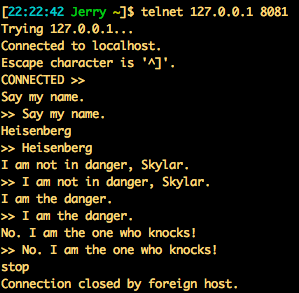 [22:22:42 Jerry ~]$ telnet 127.0.0.1 8081
Trying 127.0.0.1...
Connected to localhost.
Escape character is '^]'.
CONNECTED >>
Say my name.
>> Say my name.
Heisenberg
>> Heisenberg
I am not in danger, Skylar.
>> I am not in danger, Skylar.
I am the danger.
>> I am the danger.
No. I am the one who knocks!
>> No. I am the one who knocks!
stop
Connection closed by foreign host.